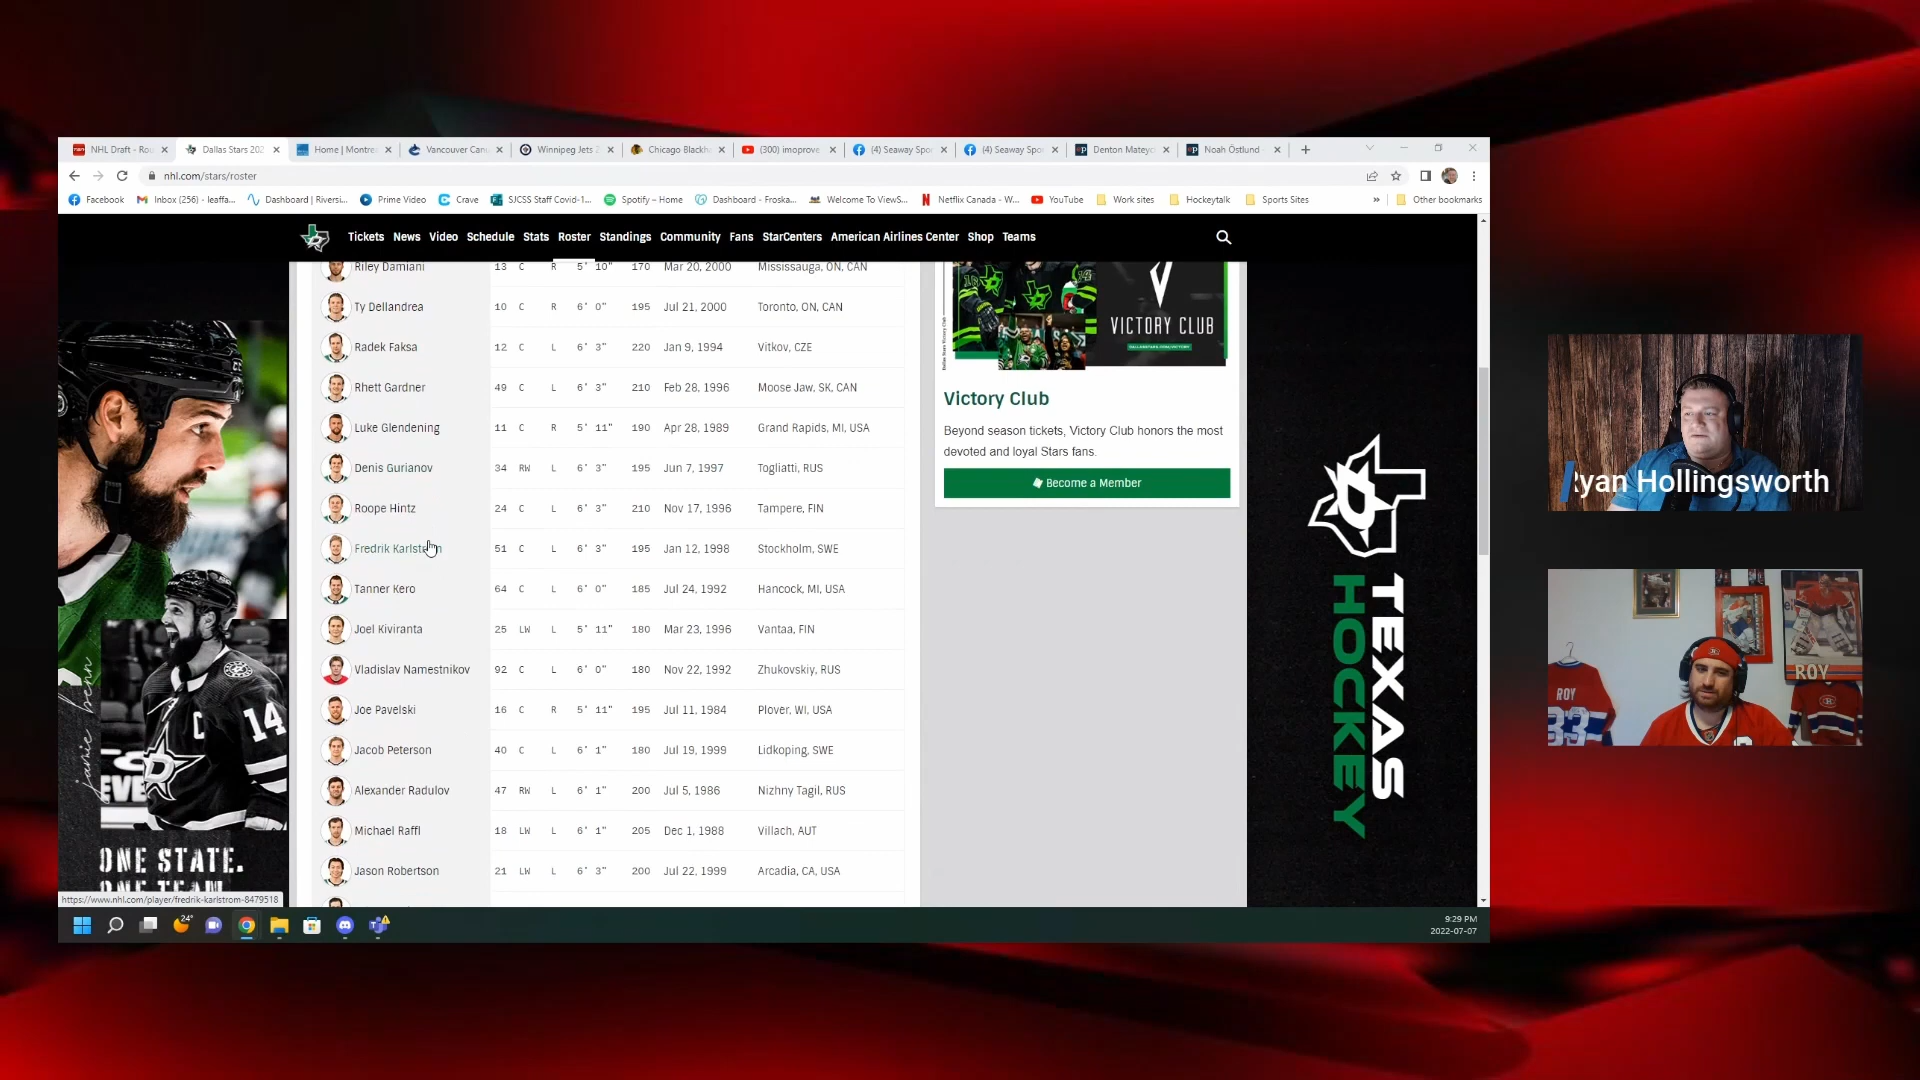 NHL Draft - Rou
Dallas Stars 202
Home | Montre
Vancouver Can
Winnipeg Jets 2
Chicago Blackh
(300) imoprove
(4) Seaway Spo
(4) Seaway Spo
Denton Mateyc
Noah Östlund
nhl.com/stars/roster
Facebook
Inbox (256) - leaffa...
Dashboard | Riversi...
Prime Video
Crave
SJCSS Staff Covid-1...
Spotify – Home
Dashboard - Froska...
Welcome To ViewS...
Netflix Canada - W...
YouTube
Work sites
Hockeytalk
Sports Sites
»
Other bookmarks
Tickets News Video Schedule Stats Roster Standings Community Fans StarCenters American Airlines Center Shop Teams
Riley Damiani 13 C R 5' 10" 170 Mar 20, 2000 Mississauga, ON, CAN
Ty Dellandrea 10 C R 6' 0" 195 Jul 21, 2000 Toronto, ON, CAN
Radek Faksa 12 C L 6' 3" 220 Jan 9, 1994 Vitkov, CZE
Rhett Gardner 49 C L 6' 3" 210 Feb 28, 1996 Moose Jaw, SK, CAN
Luke Glendening 11 C R 5' 11" 190 Apr 28, 1989 Grand Rapids, MI, USA
Denis Gurianov 34 RW L 6' 3" 195 Jun 7, 1997 Togliatti, RUS
Roope Hintz 24 C L 6' 3" 210 Nov 17, 1996 Tampere, FIN
Fredrik Karlstrom 51 C L 6' 3" 195 Jan 12, 1998 Stockholm, SWE
Tanner Kero 64 C L 6' 0" 185 Jul 24, 1992 Hancock, MI, USA
Joel Kiviranta 25 LW L 5' 11" 180 Mar 23, 1996 Vantaa, FIN
Vladislav Namestnikov 92 C L 6' 0" 180 Nov 22, 1992 Zhukovskiy, RUS
Joe Pavelski 16 C R 5' 11" 195 Jul 11, 1984 Plover, WI, USA
Jacob Peterson 40 C L 6' 1" 180 Jul 19, 1999 Lidkoping, SWE
Alexander Radulov 47 RW L 6' 1" 200 Jul 5, 1986 Nizhny Tagil, RUS
Michael Raffl 18 LW L 6' 1" 205 Dec 1, 1988 Villach, AUT
Jason Robertson 21 LW L 6' 3" 200 Jul 22, 1999 Arcadia, CA, USA
VICTORY CLUB
Victory Club
Beyond season tickets, Victory Club honors the most
devoted and loyal Stars fans.
Become a Member
TEXAS
HOCKEY
jamie benn
C 14
ONE STATE.
ONE TEAM.
https://www.nhl.com/player/fredrik-karlstrom-8479518
24°
9:29 PM
2022-07-07
Ryan Hollingsworth
ROY
33
ROY